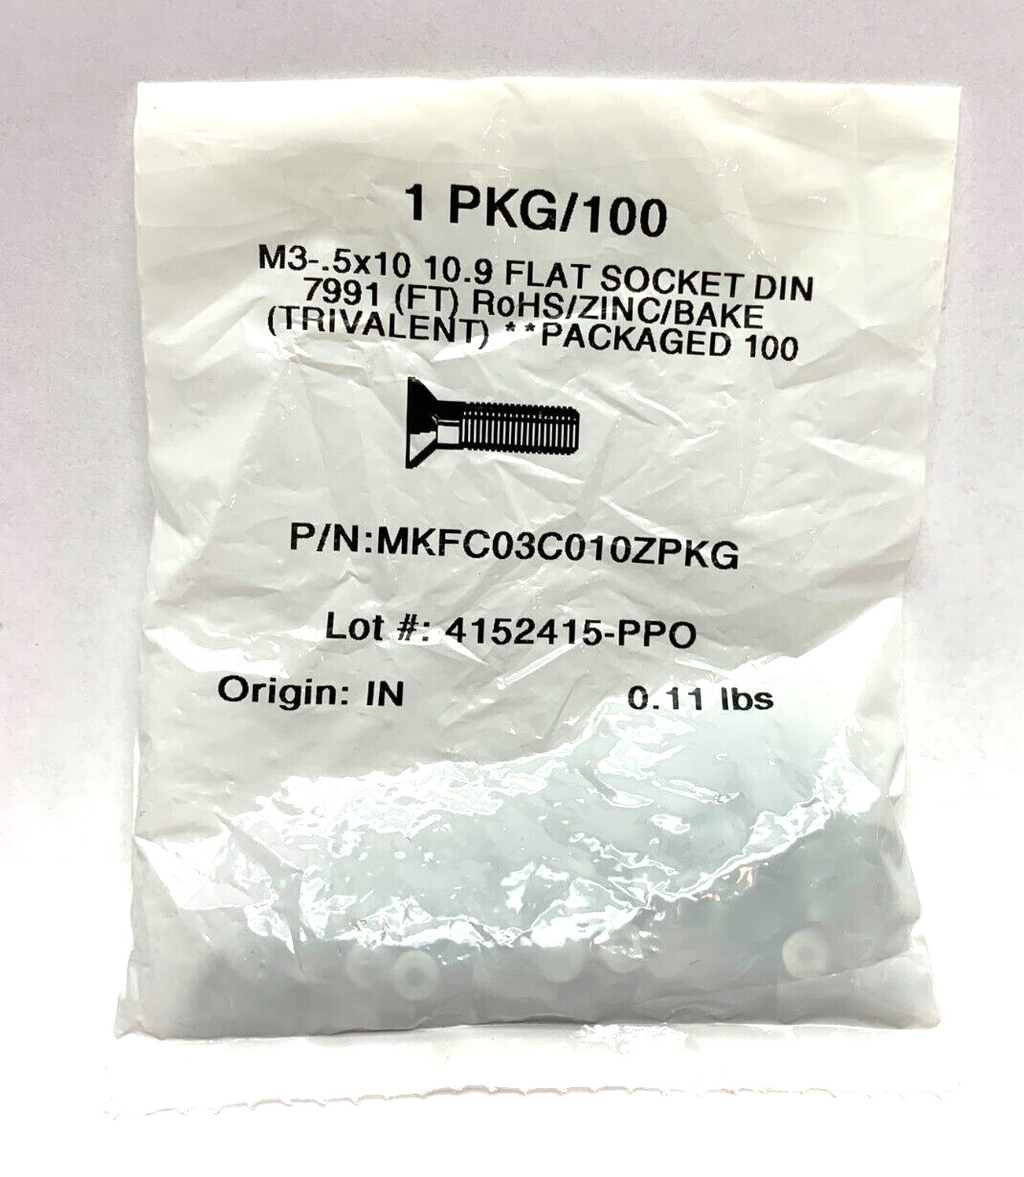 1 PKG/100
M3-.5x10 10.9 FLAT SOCKET DIN
7991 (FT) RoHS/ZINC/BAKE
(TRIVALENT) **PACKAGED 100
P/N:MKFC03C010ZPKG
Lot #: 4152415-PPO
Origin: IN 0.11 lbs